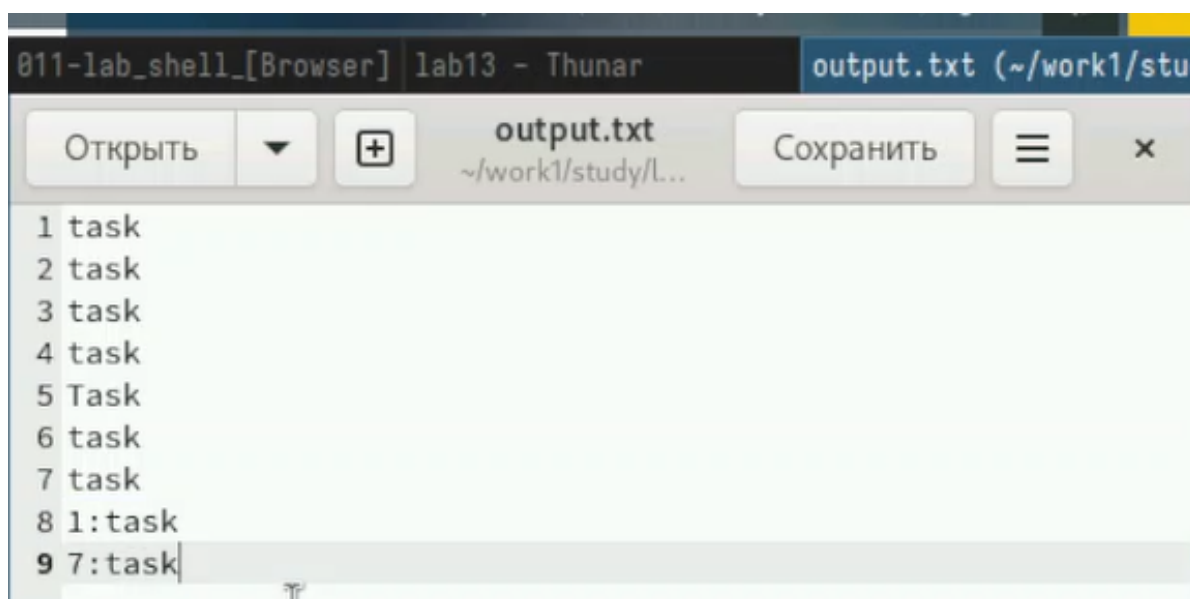 011-lab_shell_[Browser] lab13 - Thunar output.txt (~/work1/stu
Открыть output.txt Сохранить
~/work1/study/l...
1 task
2 task
3 task
4 task
5 Task
6 task
7 task
8 1:task
9 7:task